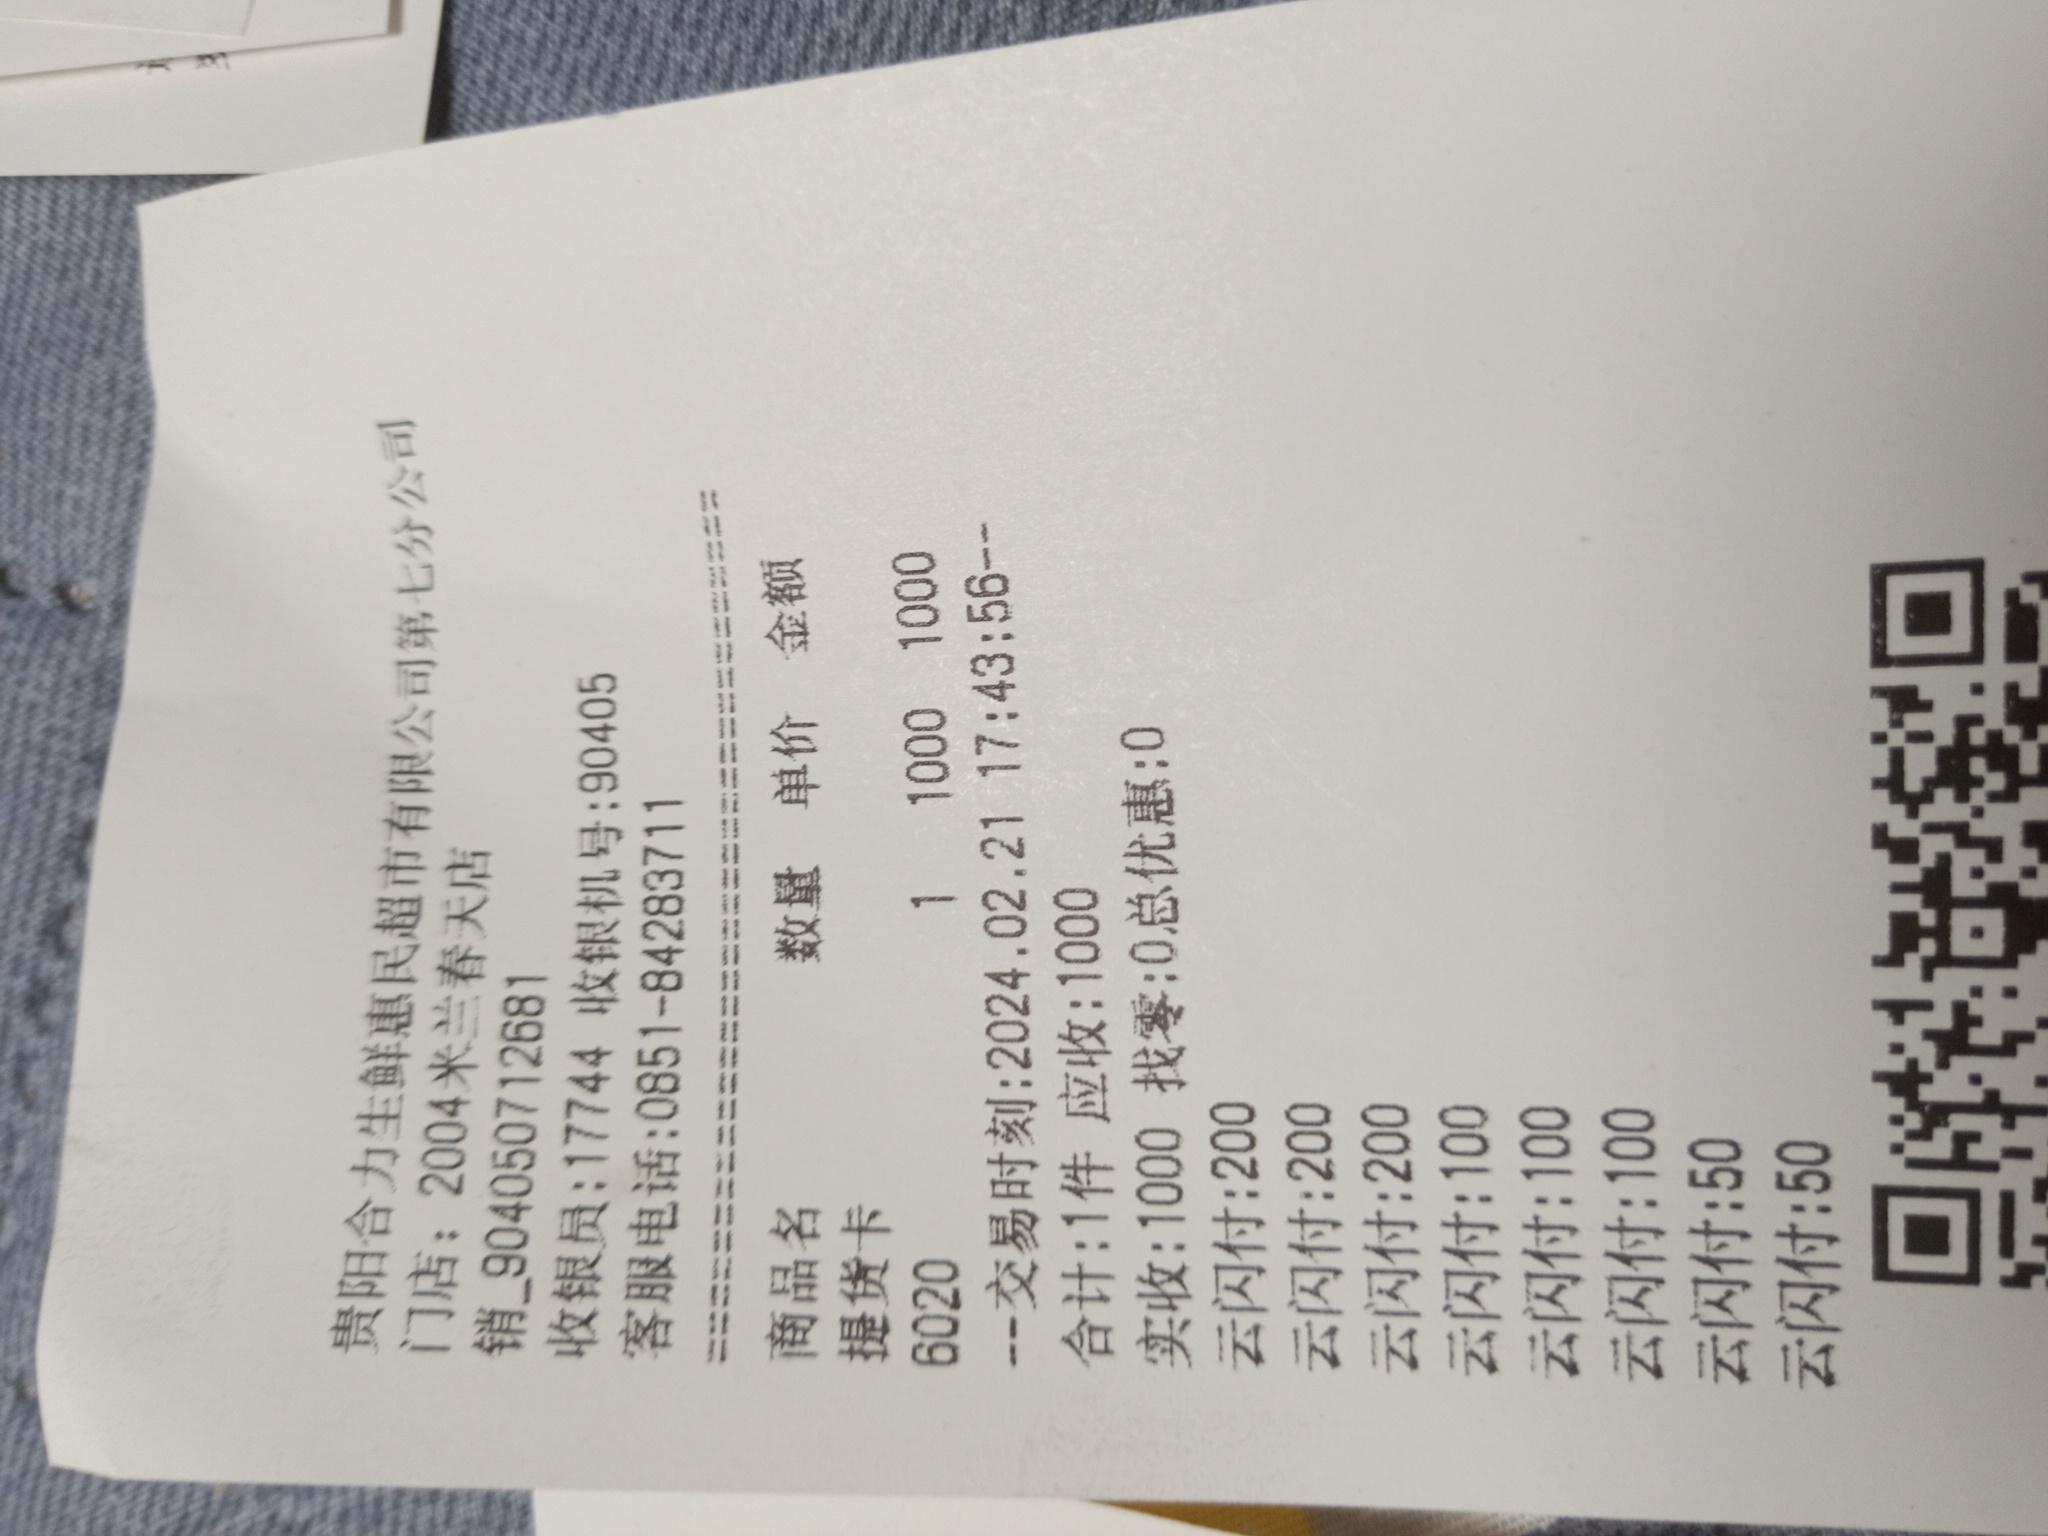 贵阳合力生鲜惠民超市有限公司第七分公司
门店: 2004米兰春天店
销_904050712681
收银员:17744 收银机号:90405
客服电话:0851-84283711
================================
商品名 数量 单价 金额
提货卡
6020 1 1000 1000
--交易时刻:2024.02.21 17:43:56--
合计:1件 应收:1000
实收:1000 找零:0总优惠:0
云闪付:200
云闪付:200
云闪付:200
云闪付:100
云闪付:100
云闪付:100
云闪付:50
云闪付:50